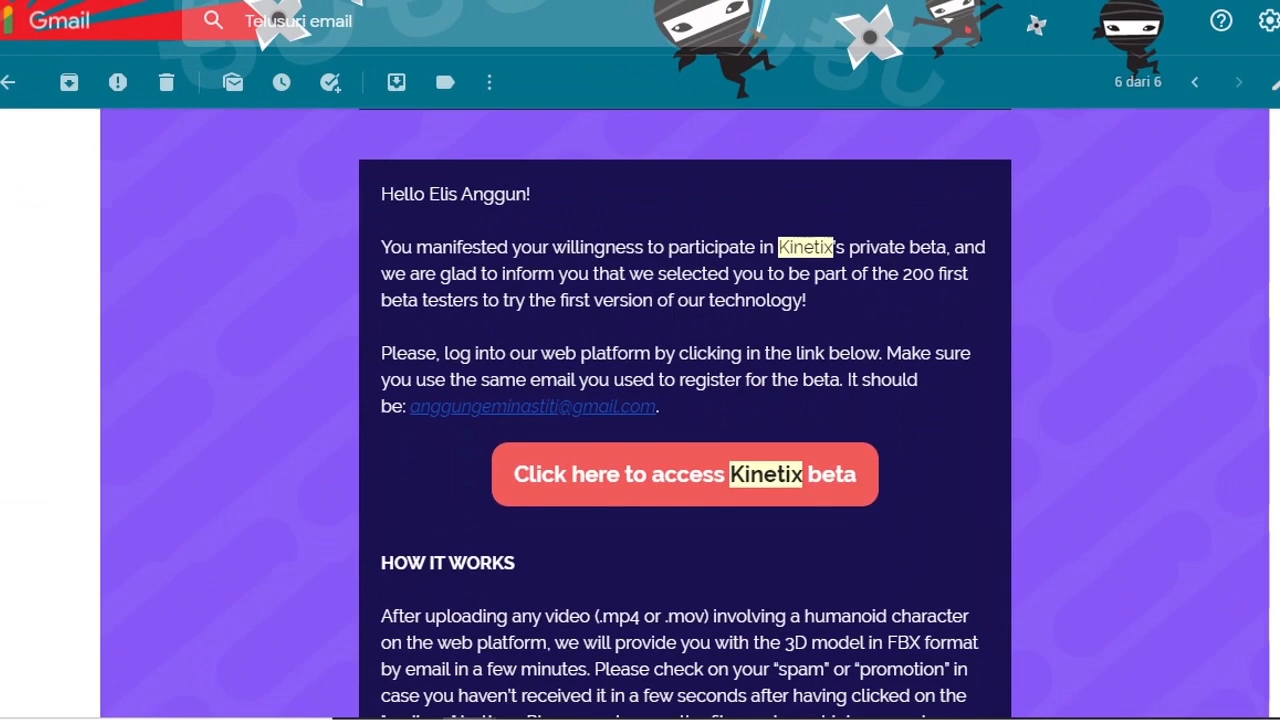 Gmail
Telusuri email
6 dari 6
Hello Elis Anggun!
You manifested your willingness to participate in Kinetix's private beta, and
we are glad to inform you that we selected you to be part of the 200 first
beta testers to try the first version of our technology!
Please, log into our web platform by clicking in the link below. Make sure
you use the same email you used to register for the beta. It should
be: anggungeminastiti@gmail.com.
Click here to access Kinetix beta
HOW IT WORKS
After uploading any video (.mp4 or .mov) involving a humanoid character
on the web platform, we will provide you with the 3D model in FBX format
by email in a few minutes. Please check on your “spam” or “promotion” in
case you haven't received it in a few seconds after having clicked on the